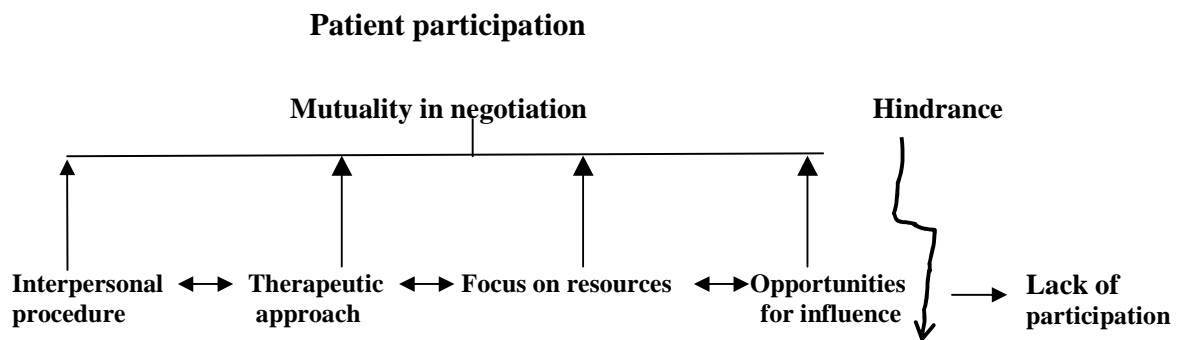 Patient participation
Mutuality in negotiation
Hindrance
Interpersonal
procedure
Therapeutic
approach
Focus on resources
Opportunities
for influence
Lack of
participation